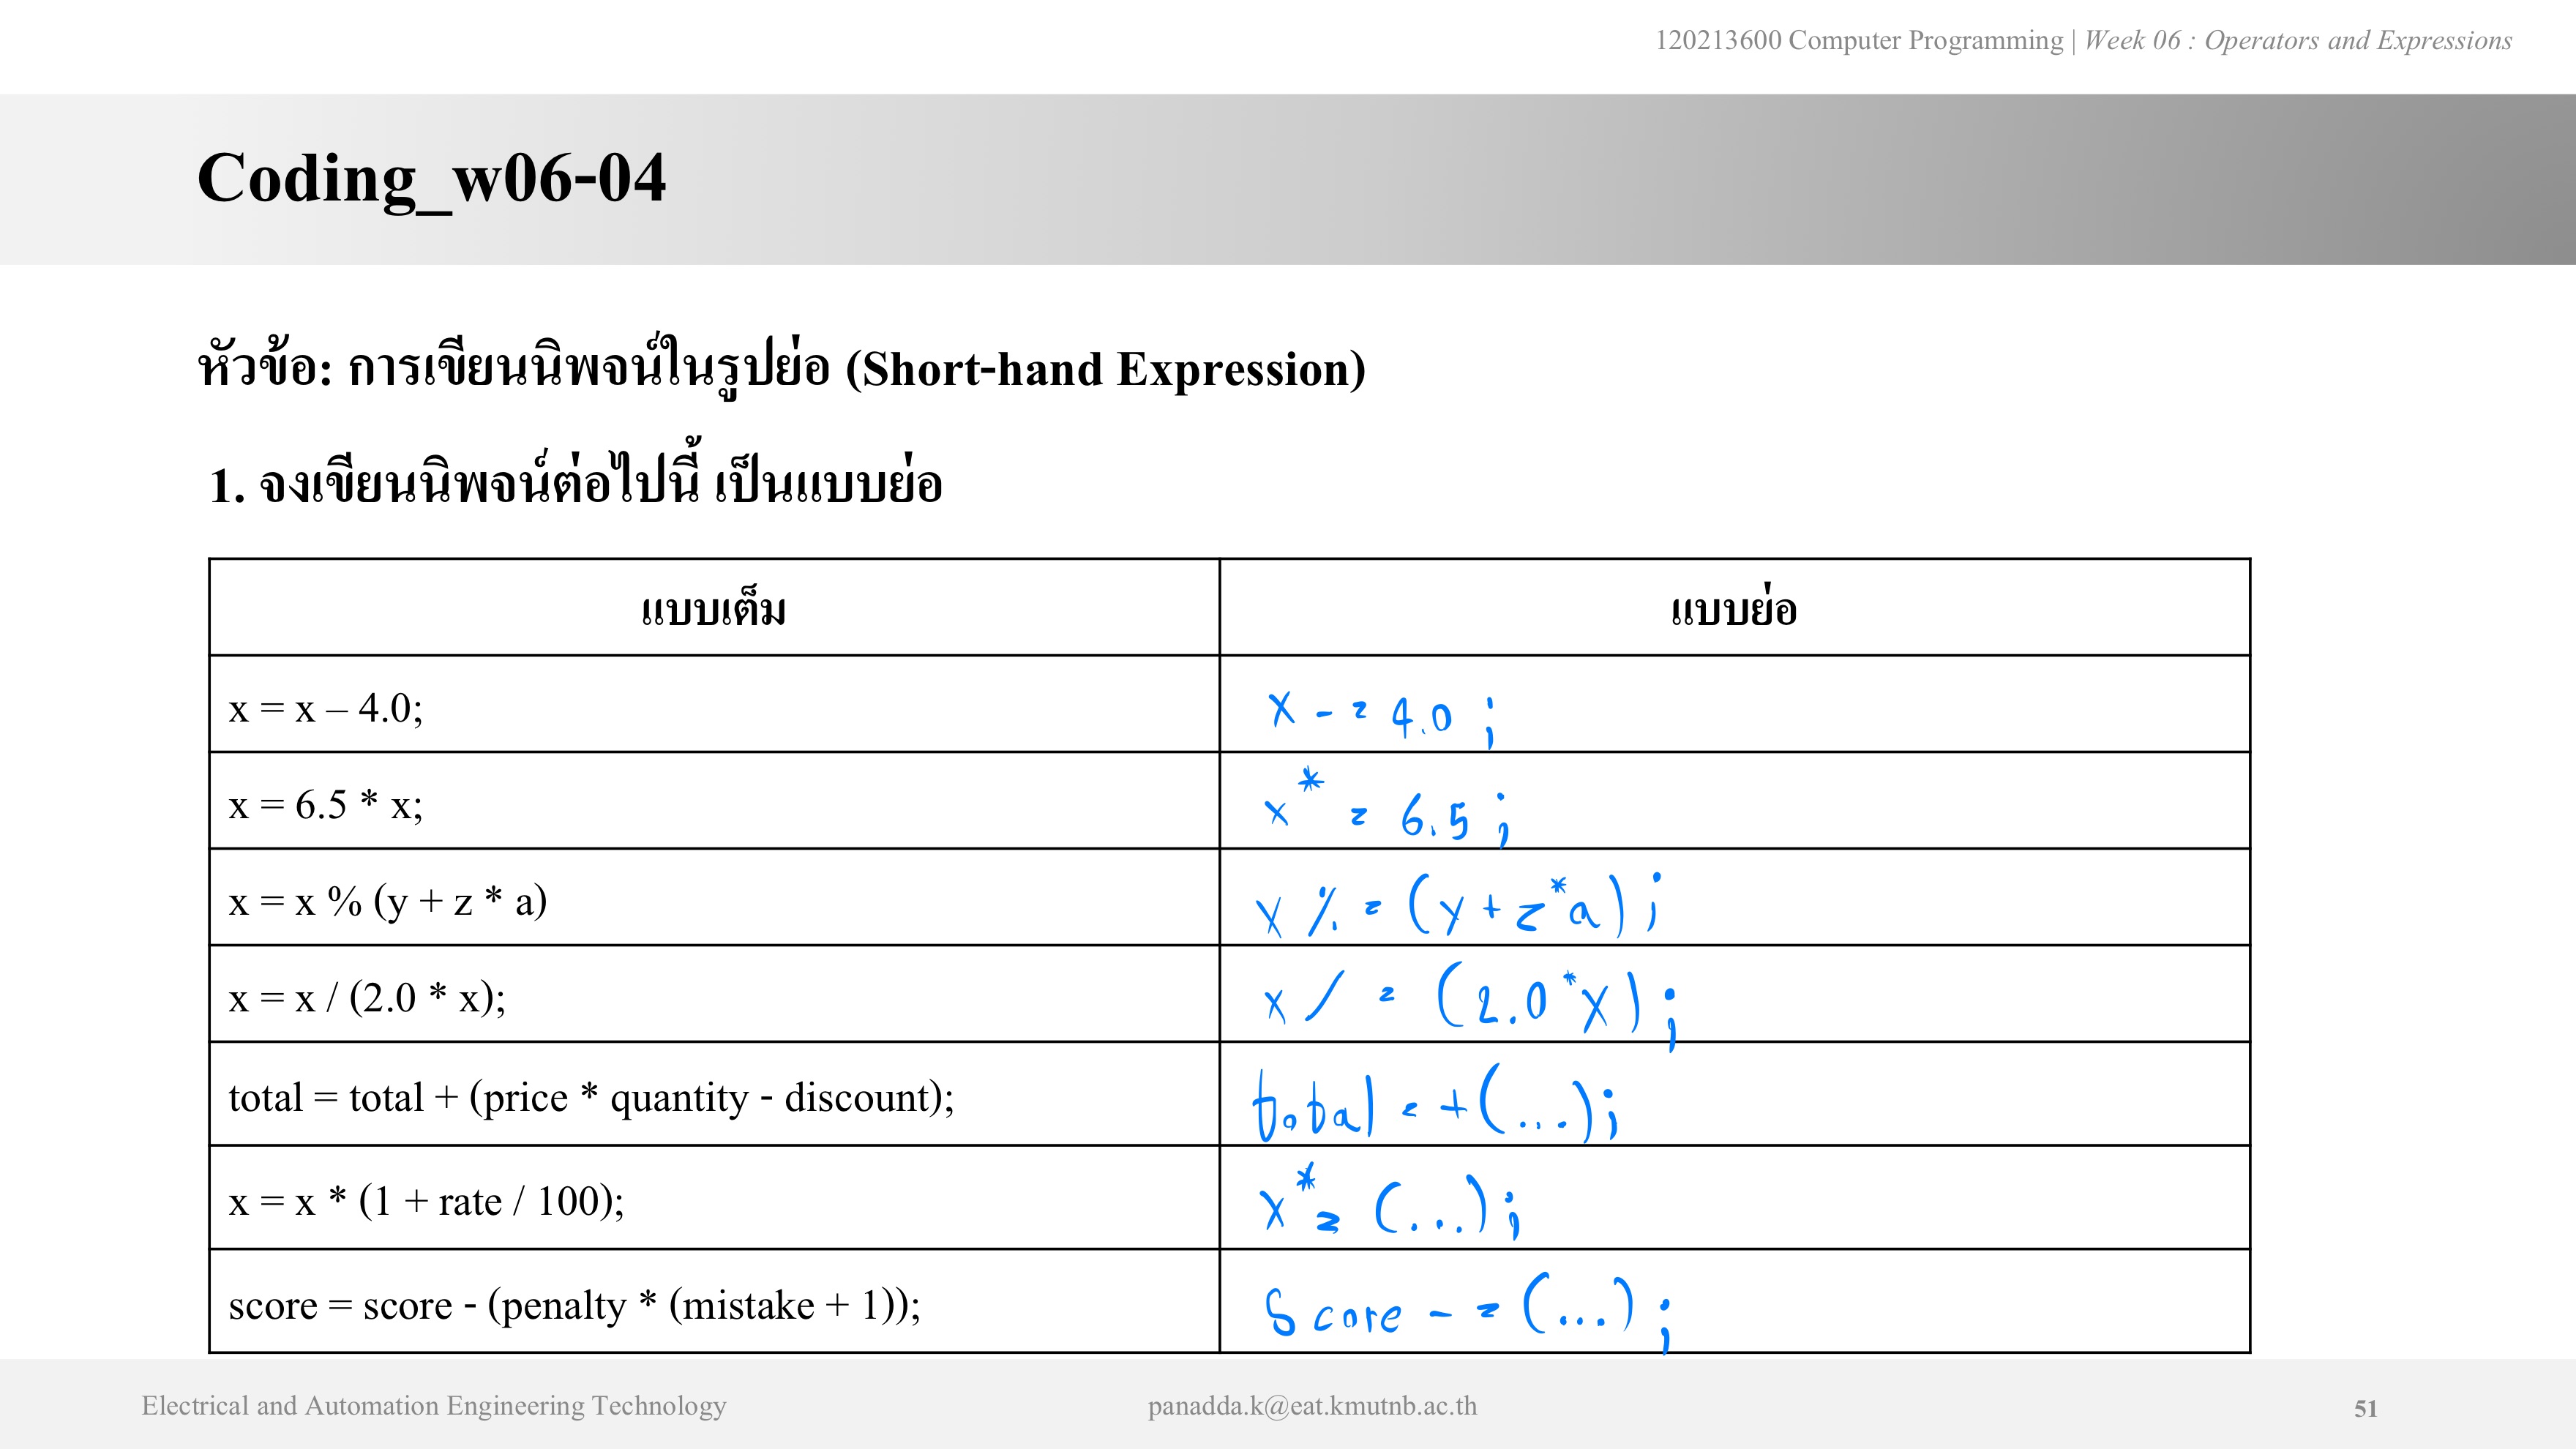 120213600 Computer Programming | Week 06 : Operators and Expressions
Coding_w06-04
หัวข้อ: การเขียนนิพจน์ในรูปย่อ (Short-hand Expression)
1. จงเขียนนิพจน์ต่อไปนี้ เป็นแบบย่อ
แบบเต็ม แบบย่อ
x = x – 4.0; x - = 4.0 ;
x = 6.5 * x; x * = 6.5 ;
x = x % (y + z * a) x % = (y + z * a) ;
x = x / (2.0 * x); x / = (2.0 * x) ;
total = total + (price * quantity - discount); total = + (...) ;
x = x * (1 + rate / 100); x * = (...) ;
score = score - (penalty * (mistake + 1)); Score - = (...) ;
Electrical and Automation Engineering Technology panadda.k@eat.kmutnb.ac.th 51